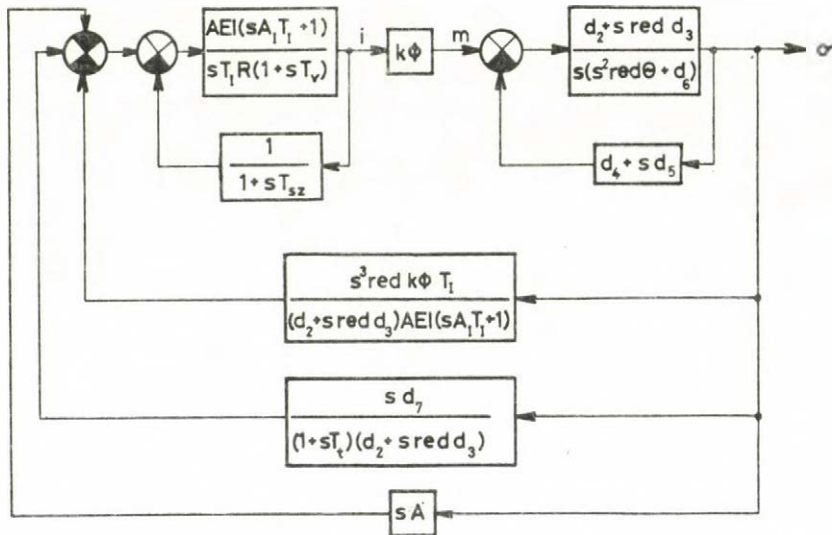 AEI(sA_I T_I +1)
sT_I R(1+sT_v)
i
kΦ
m
d_2+s red d_3
s(s^2 redΘ + d_6)
α
1
1+sT_sz
d_4+s d_5
s^3 red kΦ T_I
(d_2+s red d_3)AEI(sA_I T_I+1)
s d_7
(1+sT_t)(d_2+s red d_3)
sA